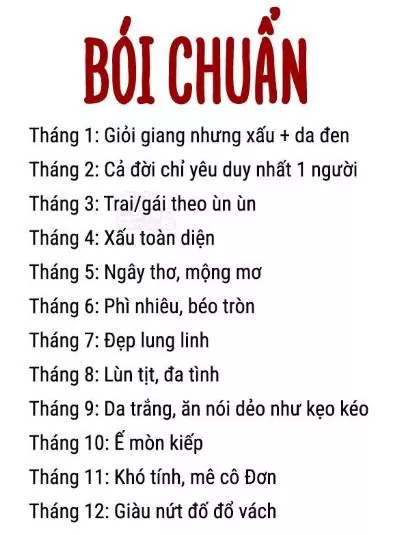 BÓI CHUẨN
Tháng 1: Giỏi giang nhưng xấu + da đen
Tháng 2: Cả đời chỉ yêu duy nhất 1 người
Tháng 3: Trai/gái theo ùn ùn
Tháng 4: Xấu toàn diện
Tháng 5: Ngây thơ, mộng mơ
Tháng 6: Phì nhiêu, béo tròn
Tháng 7: Đẹp lung linh
Tháng 8: Lùn tịt, đa tình
Tháng 9: Da trắng, ăn nói dẻo như kẹo kéo
Tháng 10: Ế mòn kiếp
Tháng 11: Khó tính, mê cô Đơn
Tháng 12: Giàu nứt đố đổ vách